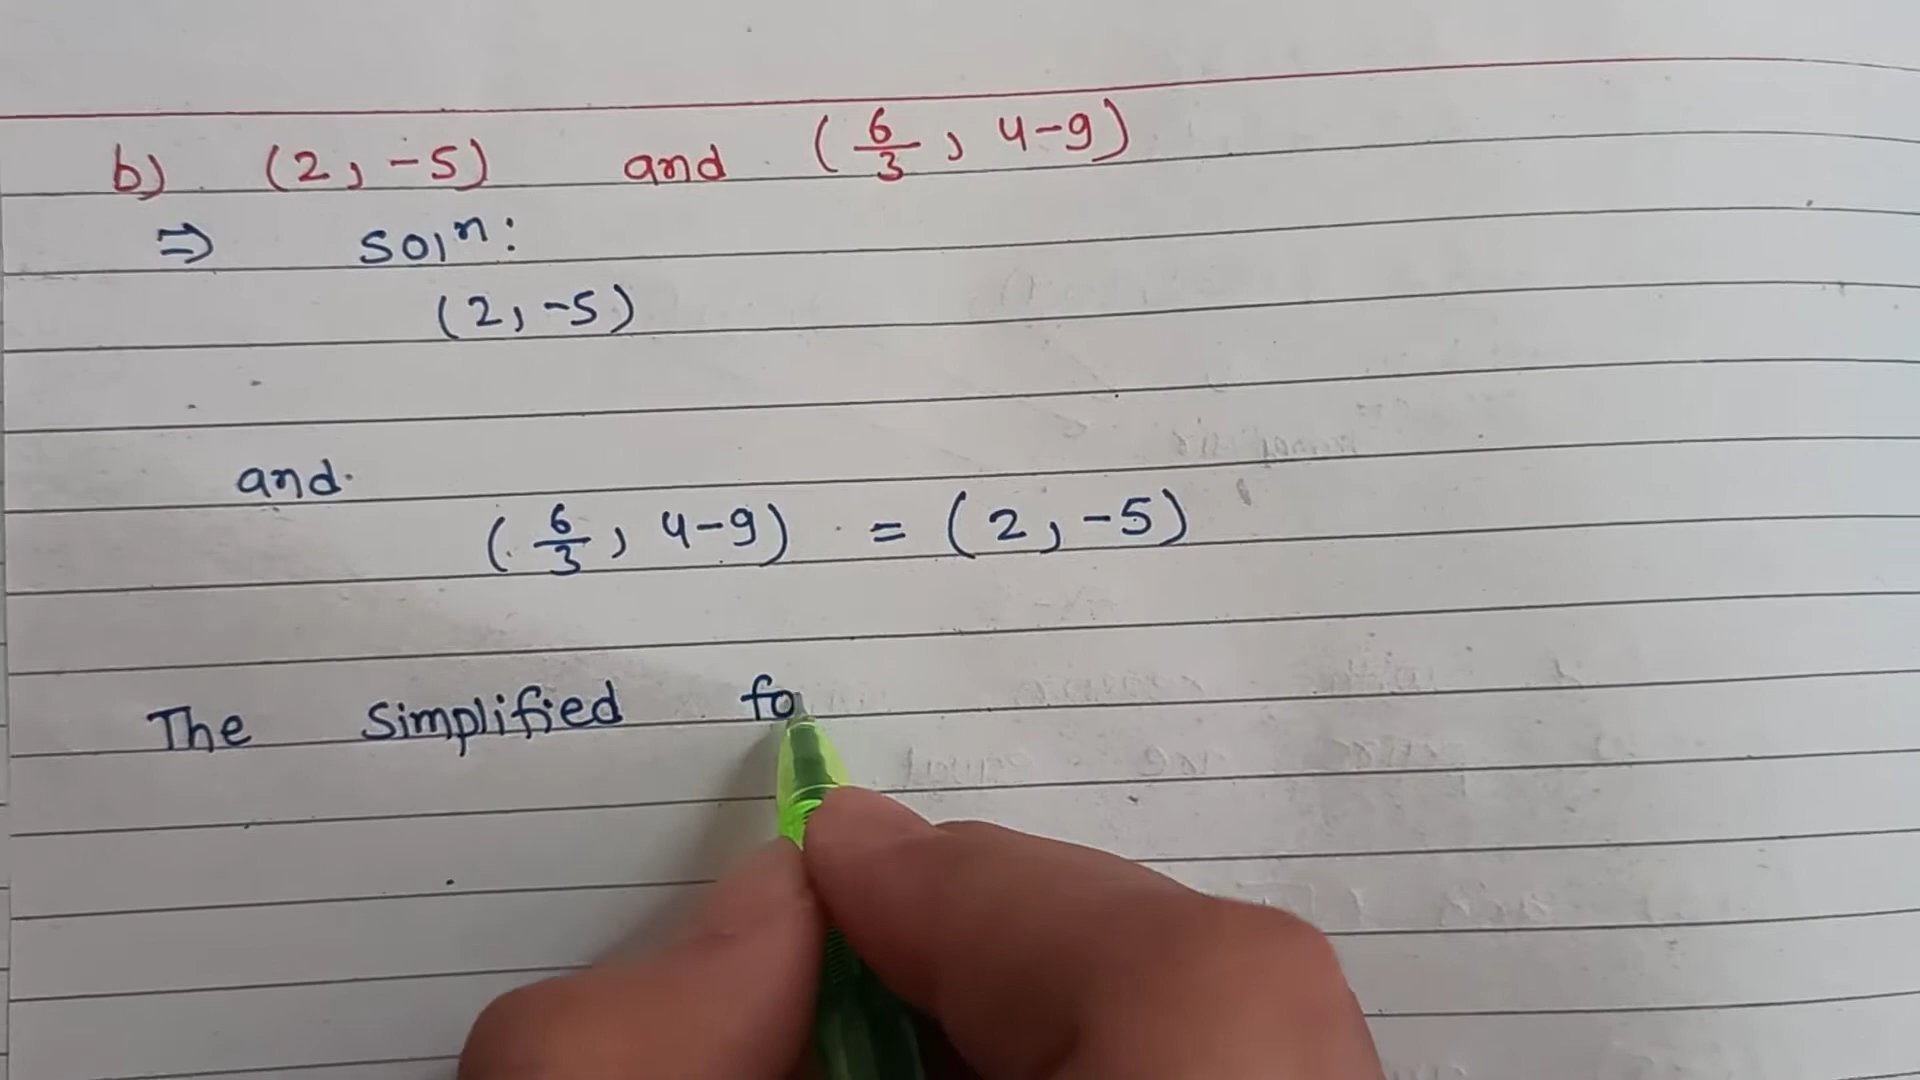 b) (2, -5) and (6/3, 4-9)
⇒ Solⁿ:
(2, -5)
and.
(6/3, 4-9) = (2, -5)
The Simplified fo